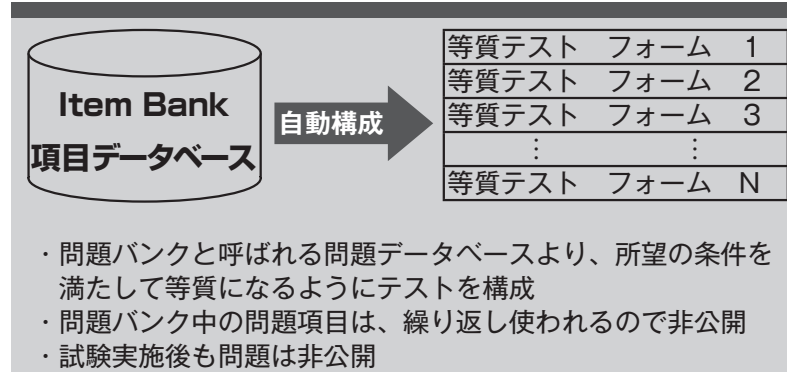 Item Bank
項目データベース
自動構成
等質テスト　フォーム　1
等質テスト　フォーム　2
等質テスト　フォーム　3
⋮　⋮
等質テスト　フォーム　N
・問題バンクと呼ばれる問題データベースより、所望の条件を
満たして等質になるようにテストを構成
・問題バンク中の問題項目は、繰り返し使われるので非公開
・試験実施後も問題は非公開